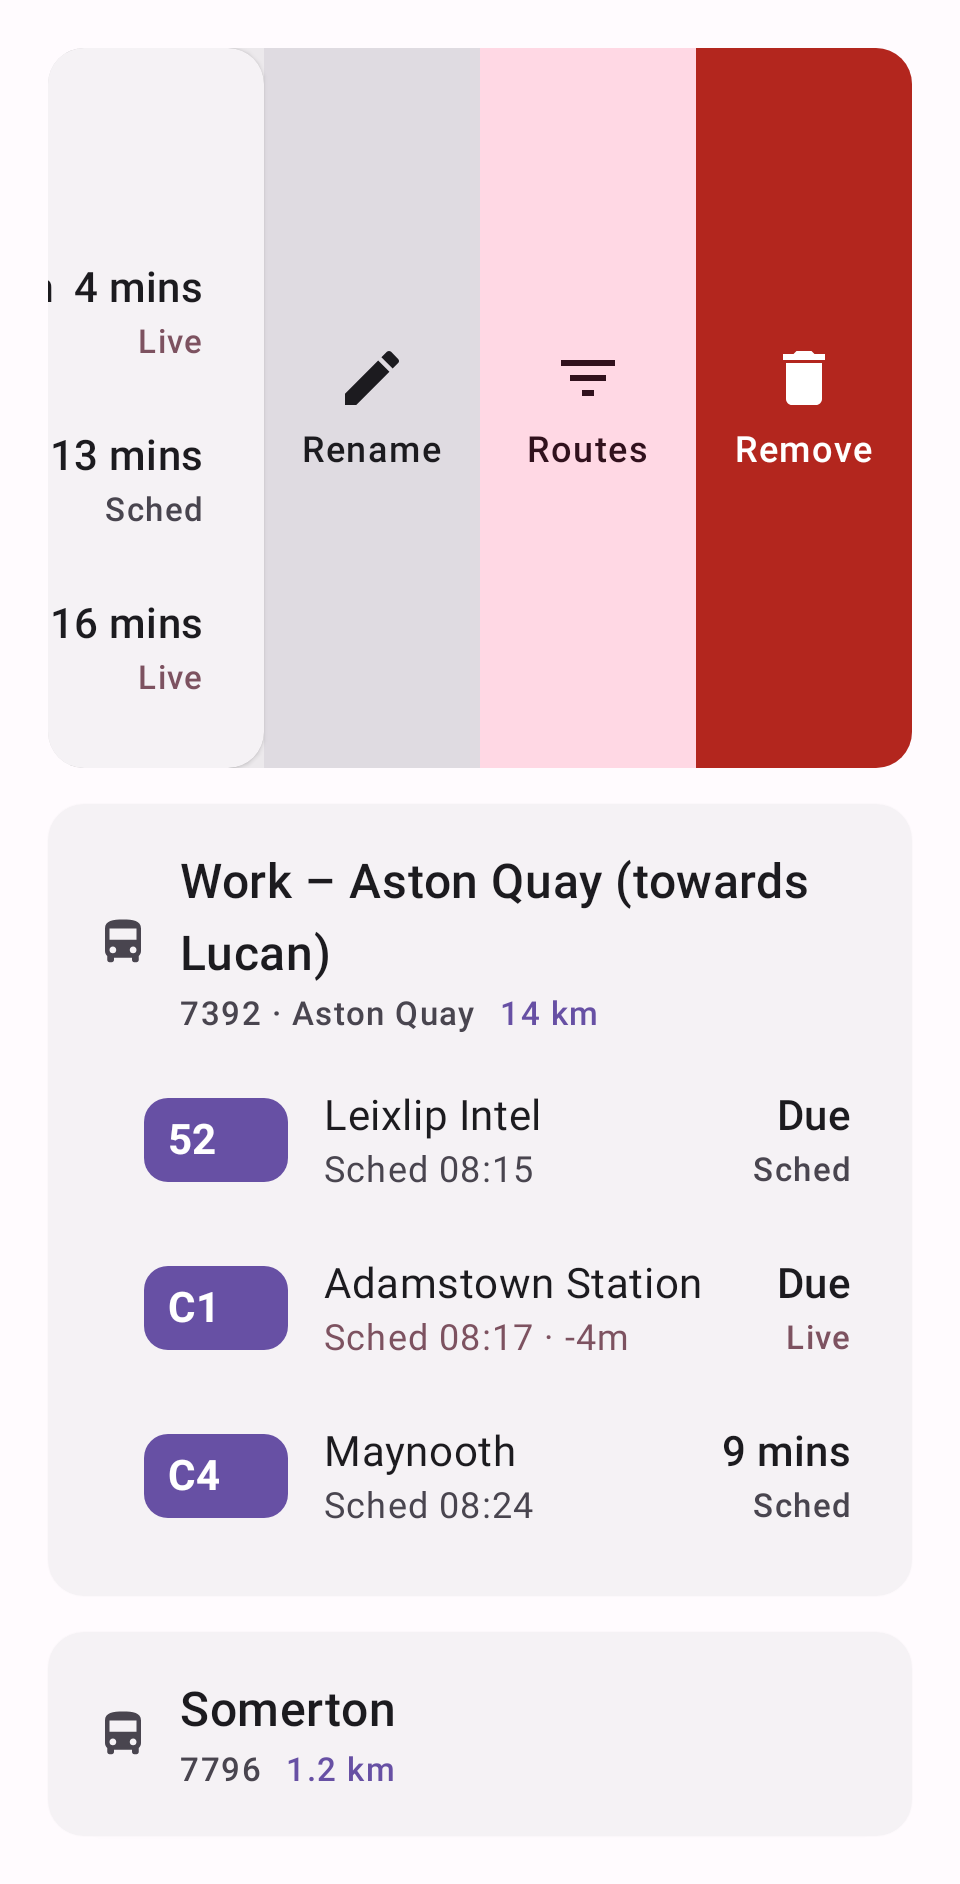 4 mins
Live
13 mins
Sched
16 mins
Live
Rename
Routes
Remove
Work – Aston Quay (towards
Lucan)
7392 · Aston Quay 14 km
52
Leixlip Intel
Due
Sched 08:15
Sched
C1
Adamstown Station
Due
Sched 08:17 · -4m
Live
C4
Maynooth
9 mins
Sched 08:24
Sched
Somerton
7796 1.2 km